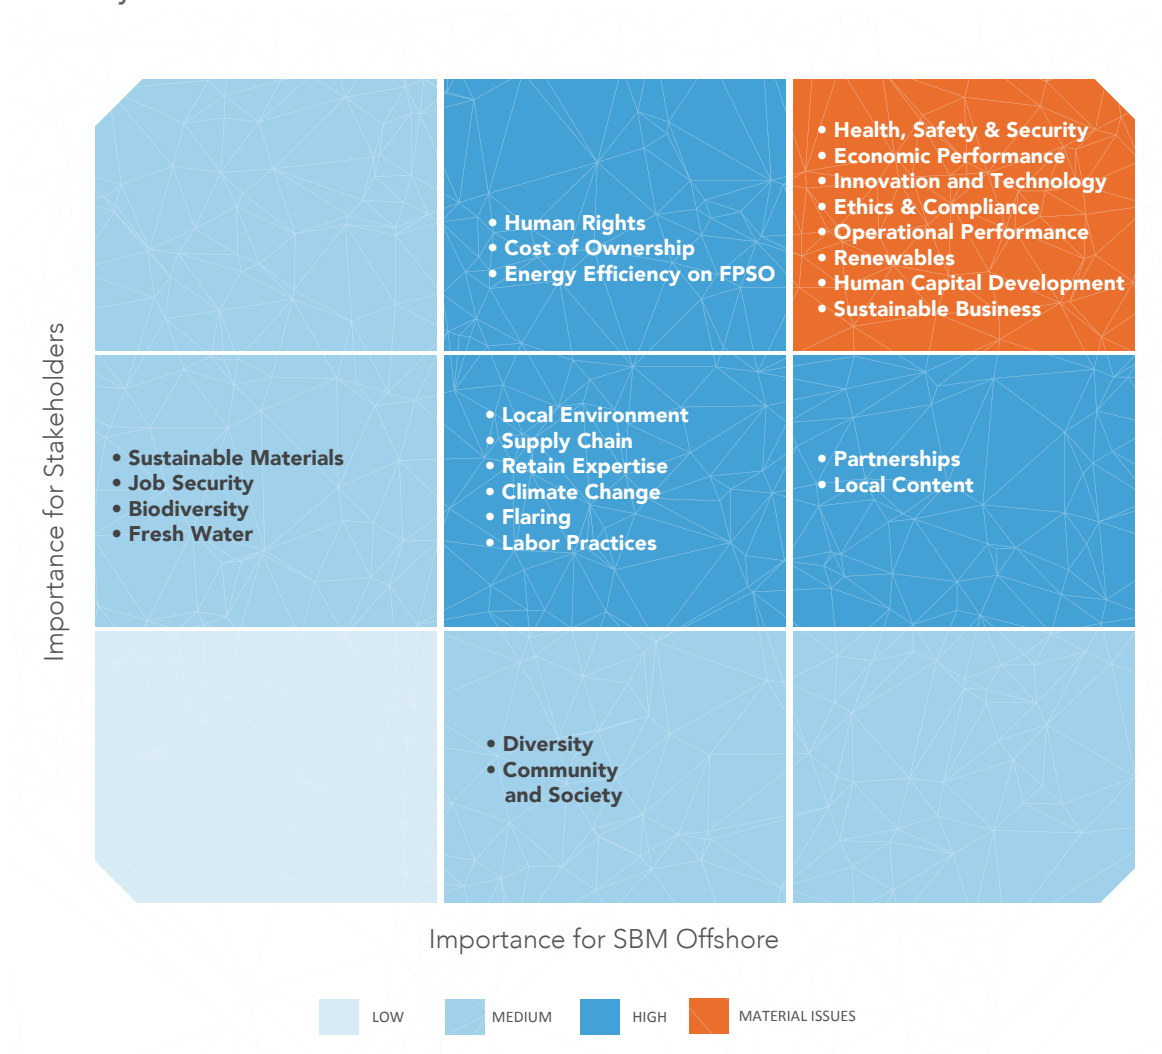 • Human Rights
• Cost of Ownership
• Energy Efficiency on FPSO
• Health, Safety & Security
• Economic Performance
• Innovation and Technology
• Ethics & Compliance
• Operational Performance
• Renewables
• Human Capital Development
• Sustainable Business
Importance for Stakeholders
• Sustainable Materials
• Job Security
• Biodiversity
• Fresh Water
• Local Environment
• Supply Chain
• Retain Expertise
• Climate Change
• Flaring
• Labor Practices
• Partnerships
• Local Content
• Diversity
• Community
and Society
Importance for SBM Offshore
LOW
MEDIUM
HIGH
MATERIAL ISSUES